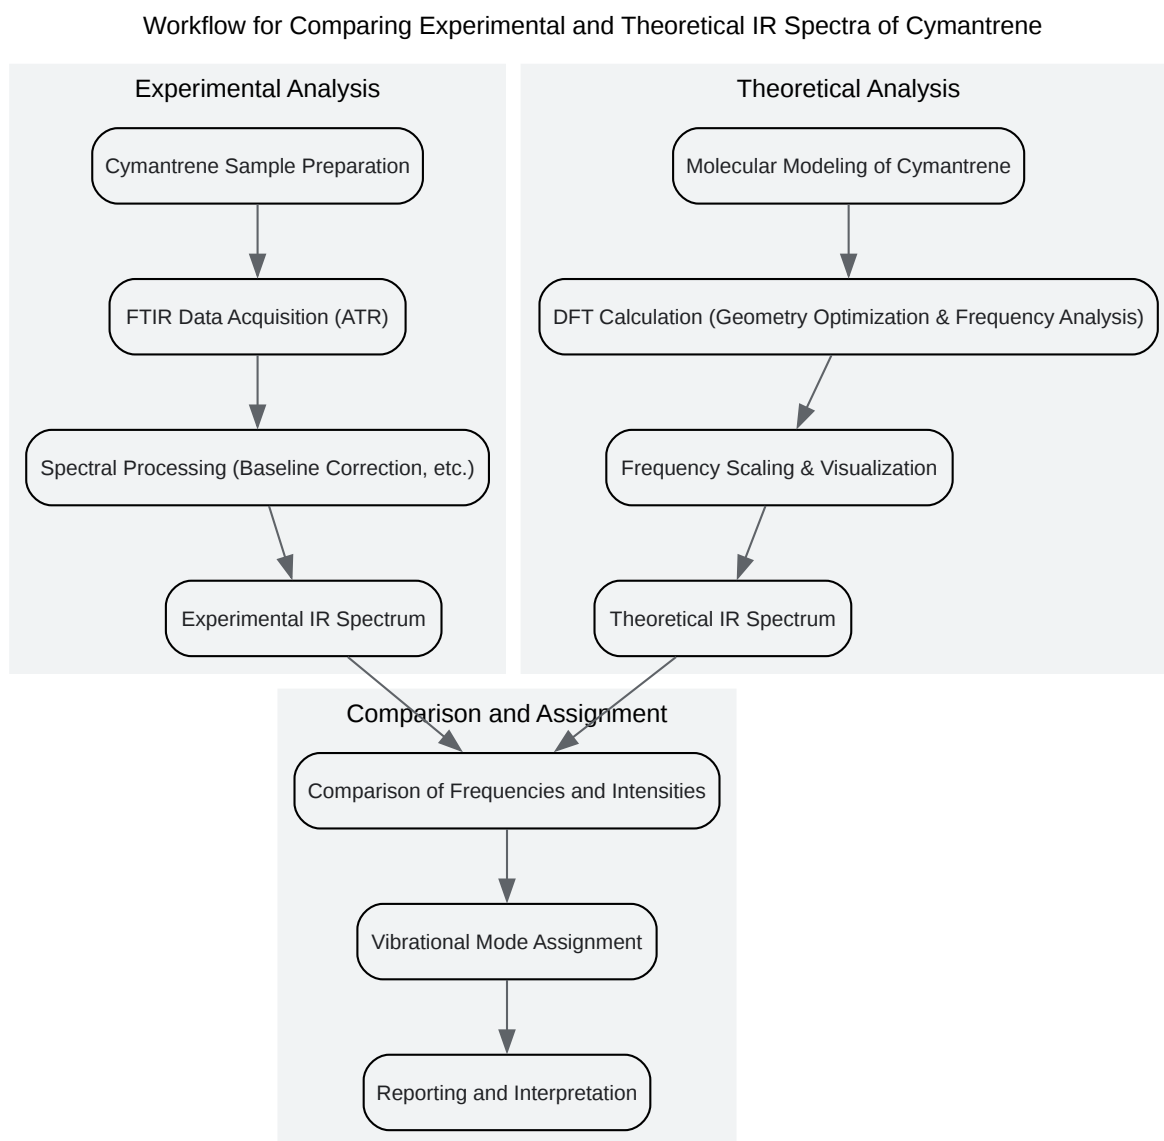 Workflow for Comparing Experimental and Theoretical IR Spectra of Cymantrene
Experimental Analysis
Cymantrene Sample Preparation
FTIR Data Acquisition (ATR)
Spectral Processing (Baseline Correction, etc.)
Experimental IR Spectrum
Theoretical Analysis
Molecular Modeling of Cymantrene
DFT Calculation (Geometry Optimization & Frequency Analysis)
Frequency Scaling & Visualization
Theoretical IR Spectrum
Comparison and Assignment
Comparison of Frequencies and Intensities
Vibrational Mode Assignment
Reporting and Interpretation